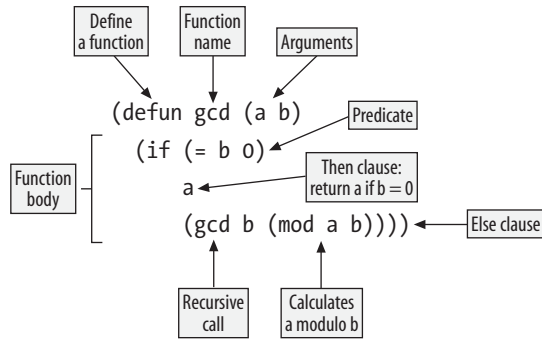 Define
a function
Function
name
Arguments
(defun gcd (a b)
Predicate
(if (= b 0)
Function
body
Then clause:
return a if b = 0
a
(gcd b (mod a b))))
Else clause
Recursive
call
Calculates
a modulo b